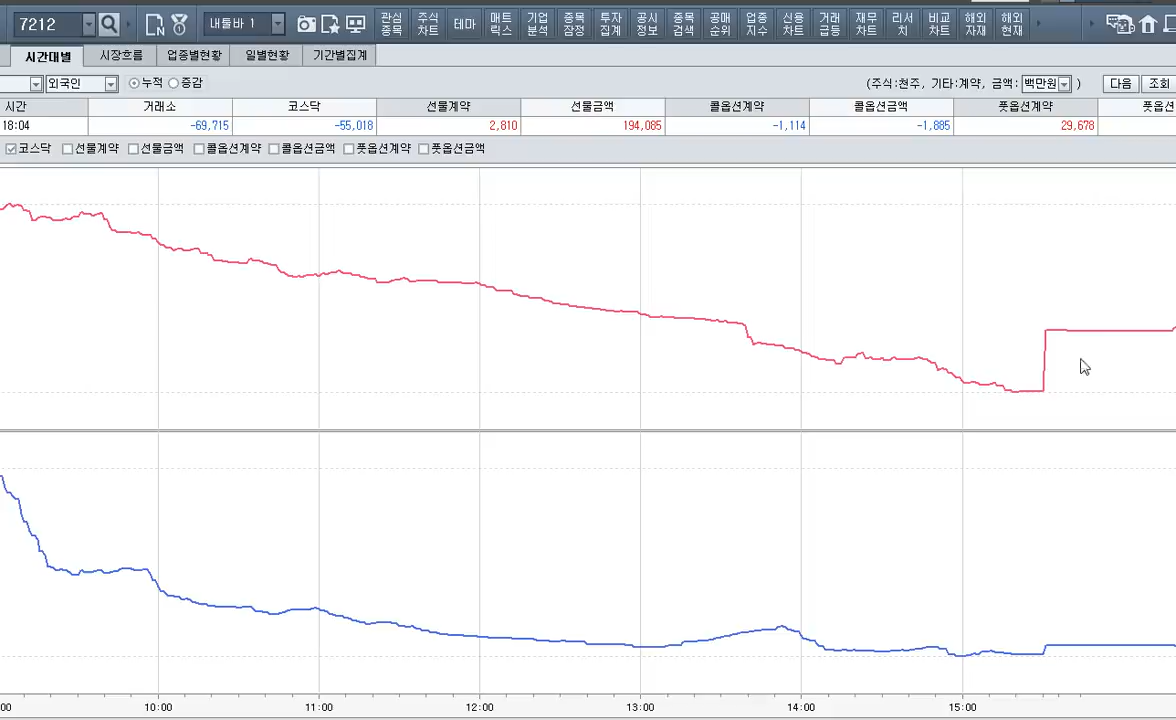 7212 내툴바 1 관심종목 주식차트 테마 매트릭스 기업분석 종목잠정 투자집계 공시정보 종목검색 공매순위 업종지수 신용차트 거래급등 재무차트 리서치 비교차트 해외자재 해외현재
시간대별 시장흐름 업종별현황 일별현황 기간별집계
외국인 누적 증감 (주식:천주, 기타:계약, 금액: 백만원 ) 다음 조회
시간 거래소 코스닥 선물계약 선물금액 콜옵션계약 콜옵션금액 풋옵션계약 풋옵션
18:04 -69,715 -55,018 2,810 194,085 -1,114 -1,885 29,678
코스닥 선물계약 선물금액 콜옵션계약 콜옵션금액 풋옵션계약 풋옵션금액
:00 10:00 11:00 12:00 13:00 14:00 15:00